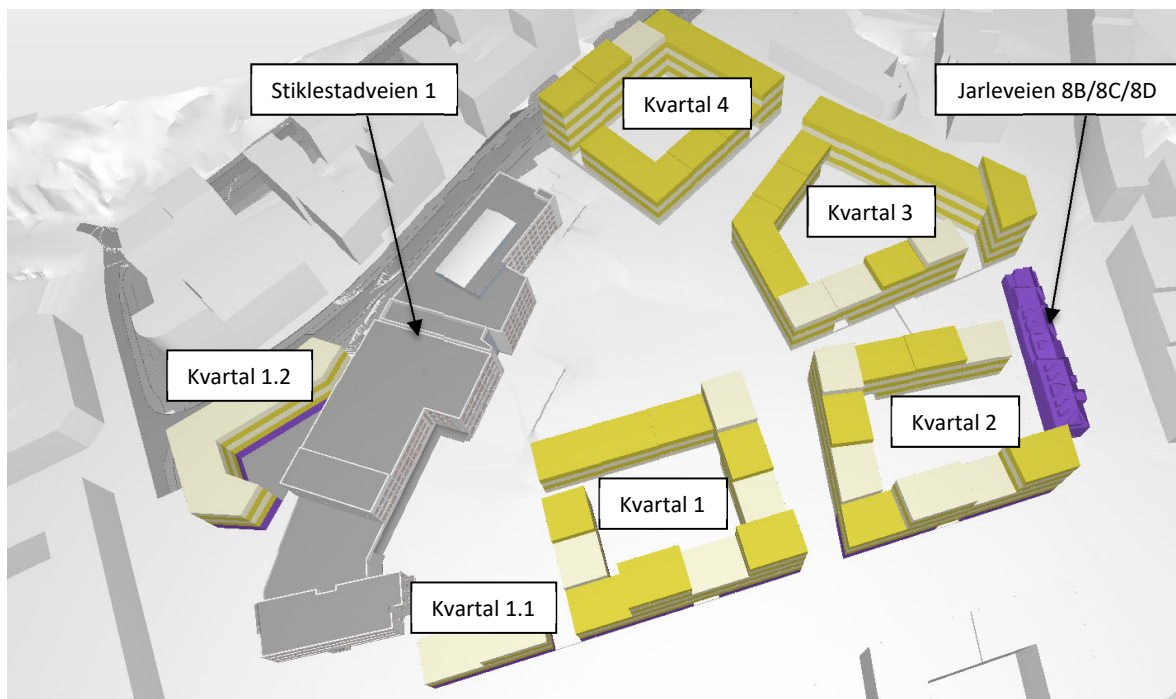 Stiklestadveien 1
Kvartal 4
Jarleveien 8B/8C/8D
Kvartal 3
Kvartal 1.2
Kvartal 2
Kvartal 1
Kvartal 1.1